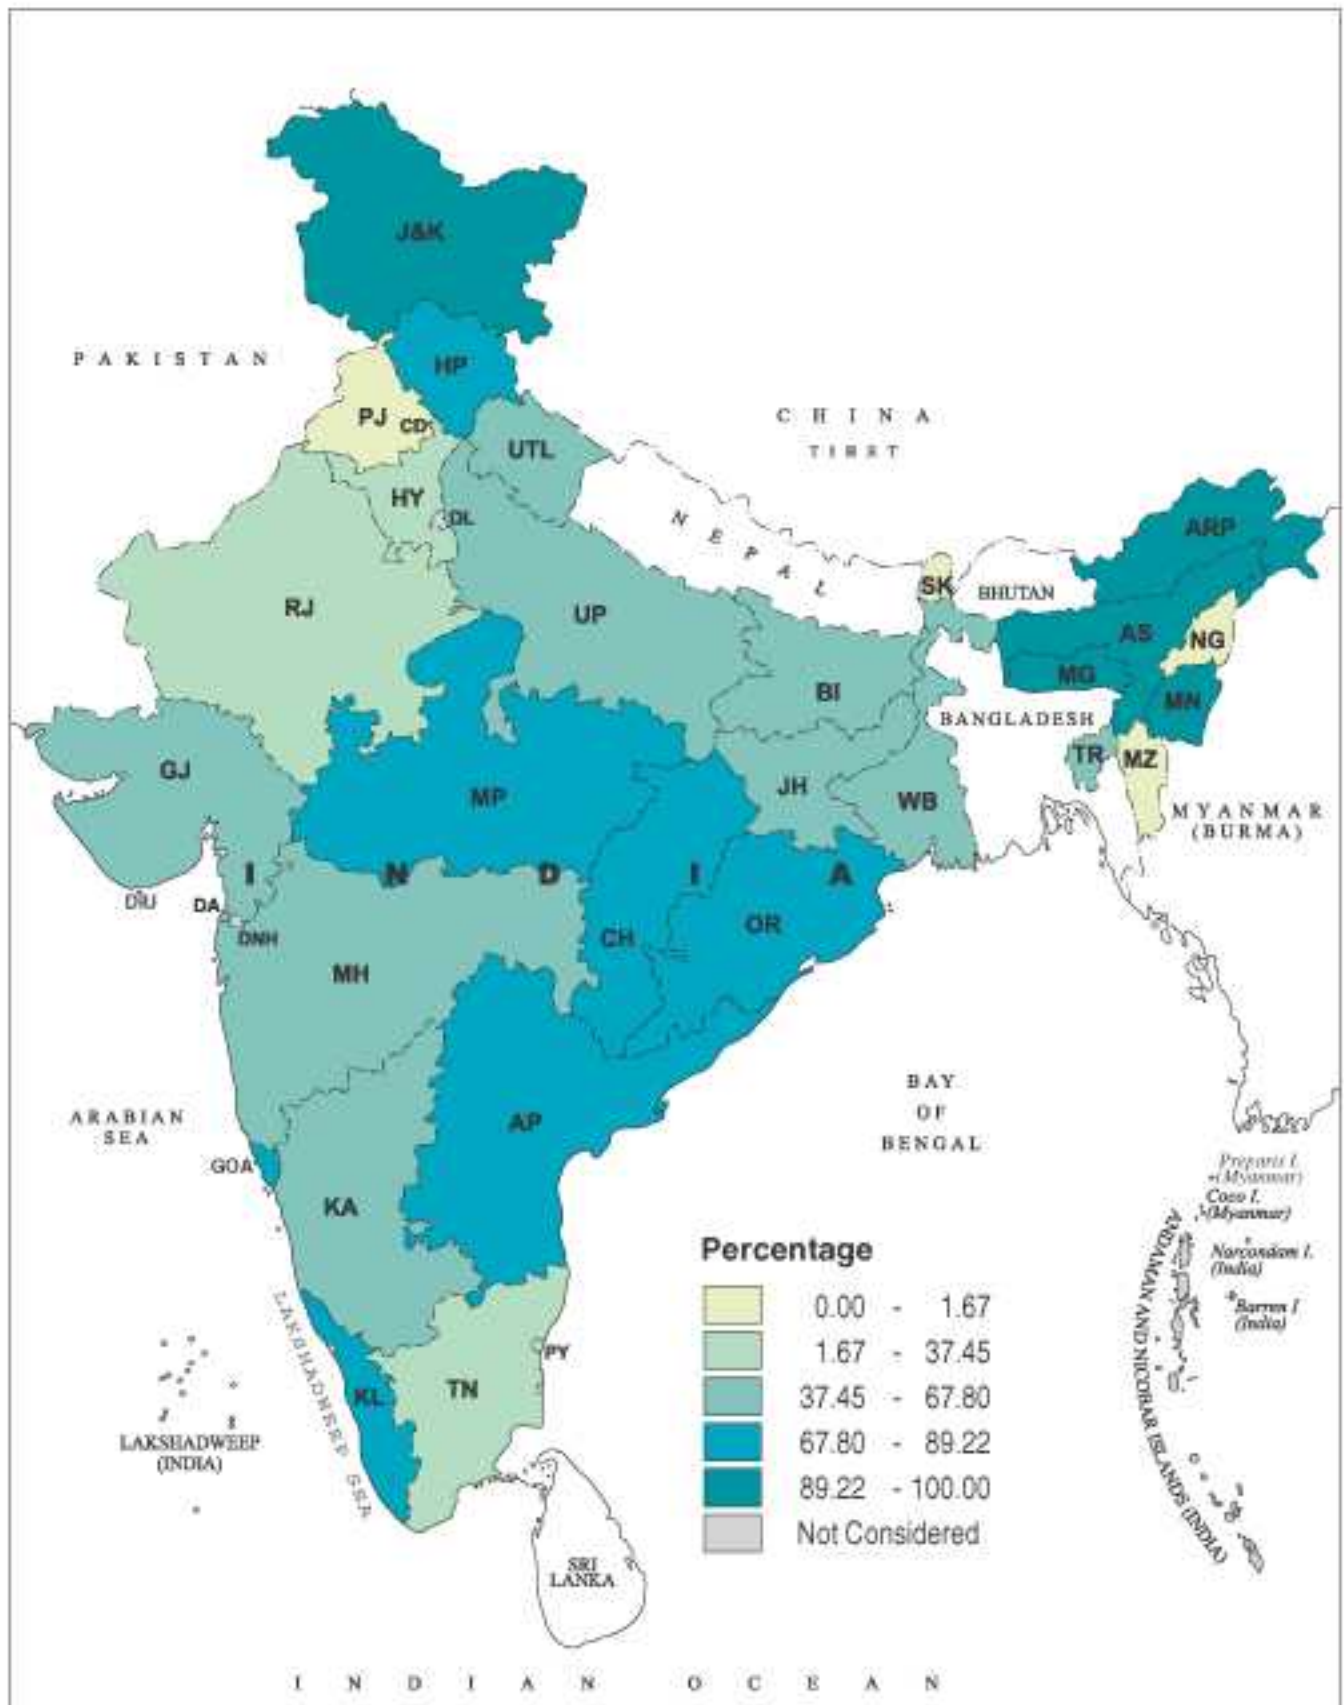 J&K
PAKISTAN
HP
PJ
CD
CHINA
TIBET
UTL
HY
DL
NEPAL
ARP
SK
BHUTAN
RJ
UP
AS
NG
MG
MN
BI
BANGLADESH
GJ
TR
MZ
MP
JH
WB
MYANMAR
(BURMA)
INDIA
DIU
DA
DNH
CH
OR
MH
BAY
OF
BENGAL
ARABIAN
SEA
AP
GOA
KA
Preparis I.
(Myanmar)
Coco I.
(Myanmar)
Narcondam I.
(India)
Barren I
(India)
ANDAMAN AND NICOBAR ISLANDS (INDIA)
Percentage
0.00 - 1.67
1.67 - 37.45
37.45 - 67.80
67.80 - 89.22
89.22 - 100.00
Not Considered
LAKSHADWEEP SEA
PY
KL
TN
LAKSHADWEEP
(INDIA)
SRI
LANKA
INDIAN OCEAN